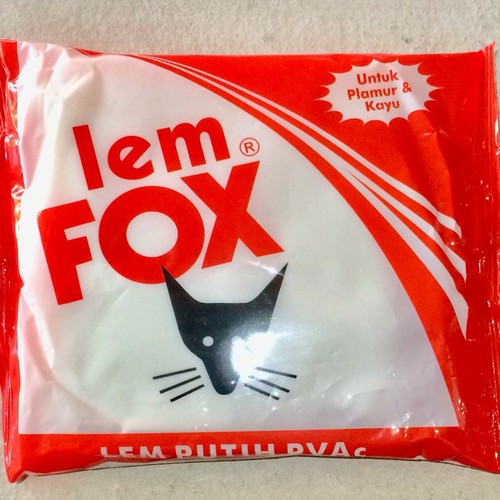 Untuk
Plamur &
Kayu
lem®
FOX
LEM PUTIH PVAc